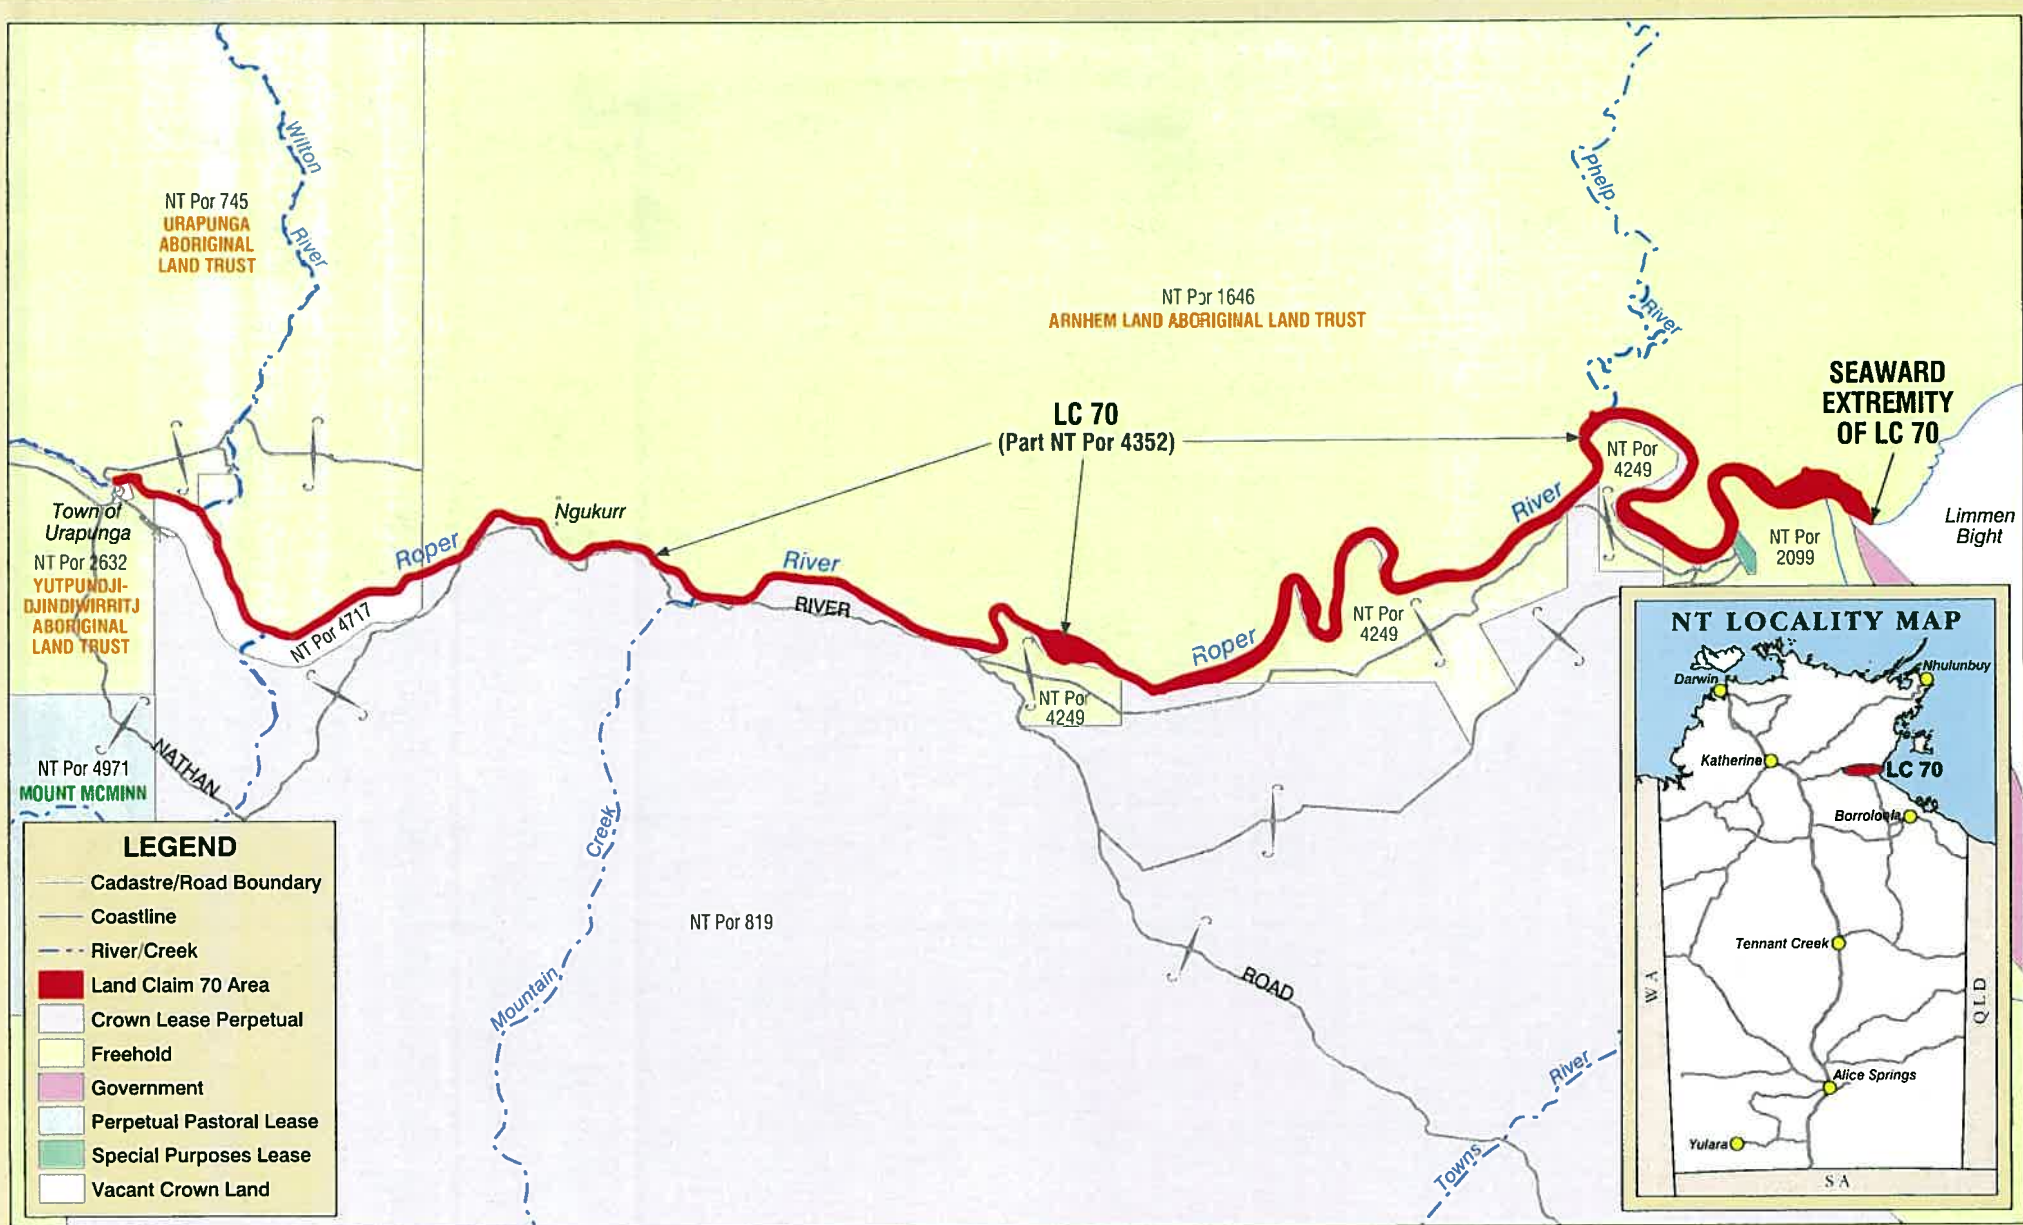 Wilton
River
NT Por 745
URAPUNGA
ABORIGINAL
LAND TRUST
Phelp
River
NT Por 1646
ARNHEM LAND ABORIGINAL LAND TRUST
SEAWARD
EXTREMITY
OF LC 70
LC 70
(Part NT Por 4352)
NT Por
4249
Limmen
Bight
Town of
Urapunga
Ngukurr
Roper
River
River
RIVER
NT Por 2632
YUTPUNDJI-
DJINDIWIRRITJ
ABORIGINAL
LAND TRUST
NT Por 4717
NT Por
2099
Roper
NT Por
4249
NT Por
4249
NT Por 4971
MOUNT MCMINN
NATHAN
Creek
Mountain
NT Por 819
ROAD
River
Towns
LEGEND
Cadastre/Road Boundary
Coastline
River/Creek
Land Claim 70 Area
Crown Lease Perpetual
Freehold
Government
Perpetual Pastoral Lease
Special Purposes Lease
Vacant Crown Land
NT LOCALITY MAP
Darwin
Nhulunbuy
Katherine
LC 70
Borroloola
Tennant Creek
WA
QLD
Alice Springs
Yulara
SA